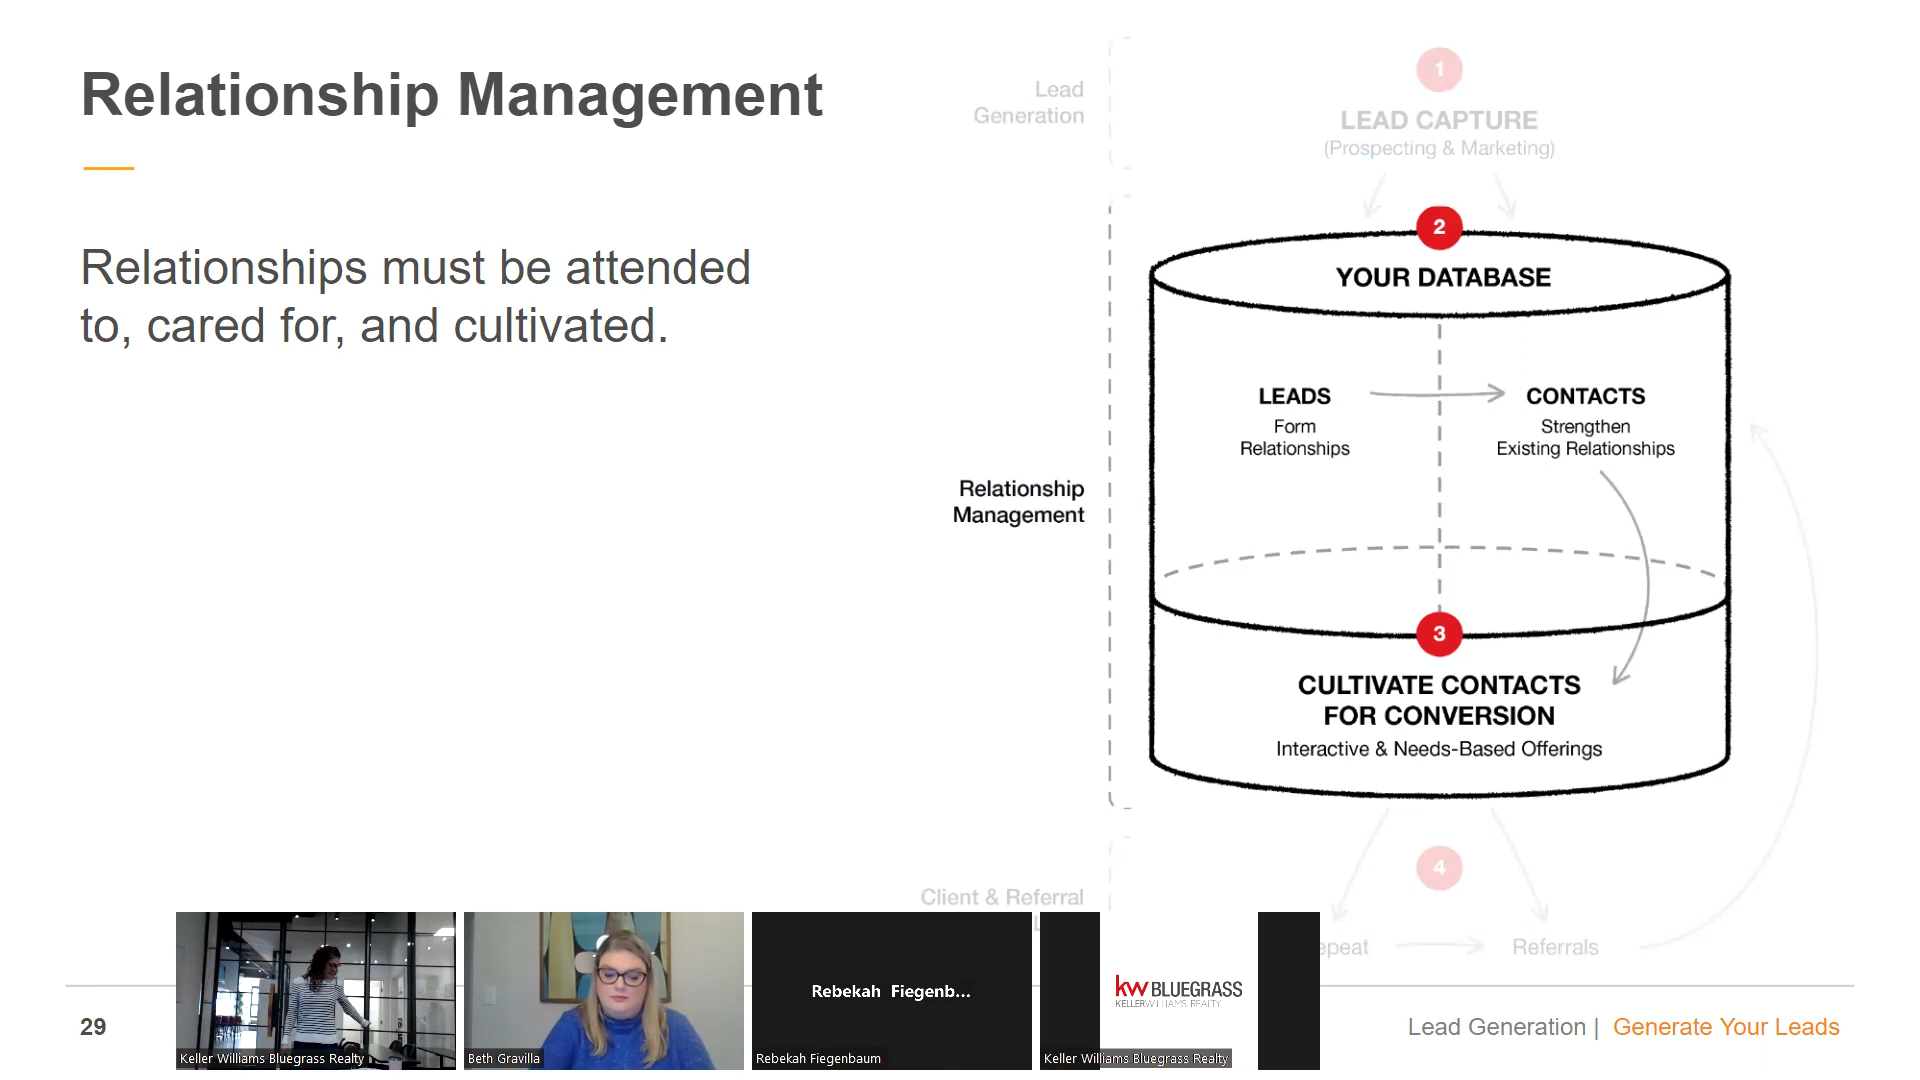 Relationship Management
Relationships must be attended
to, cared for, and cultivated.
Lead
Generation
1
LEAD CAPTURE
(Prospecting & Marketing)
2
YOUR DATABASE
LEADS
Form
Relationships
CONTACTS
Strengthen
Existing Relationships
Relationship
Management
3
CULTIVATE CONTACTS
FOR CONVERSION
Interactive & Needs-Based Offerings
4
Client & Referral
Referrals
Keller Williams Bluegrass Realty
Beth Gravilla
Rebekah Fiegenb...
Rebekah Fiegenbaum
kw BLUEGRASS
KELLERWILLIAMS. REALTY
Keller Williams Bluegrass Realty
29
Lead Generation | Generate Your Leads